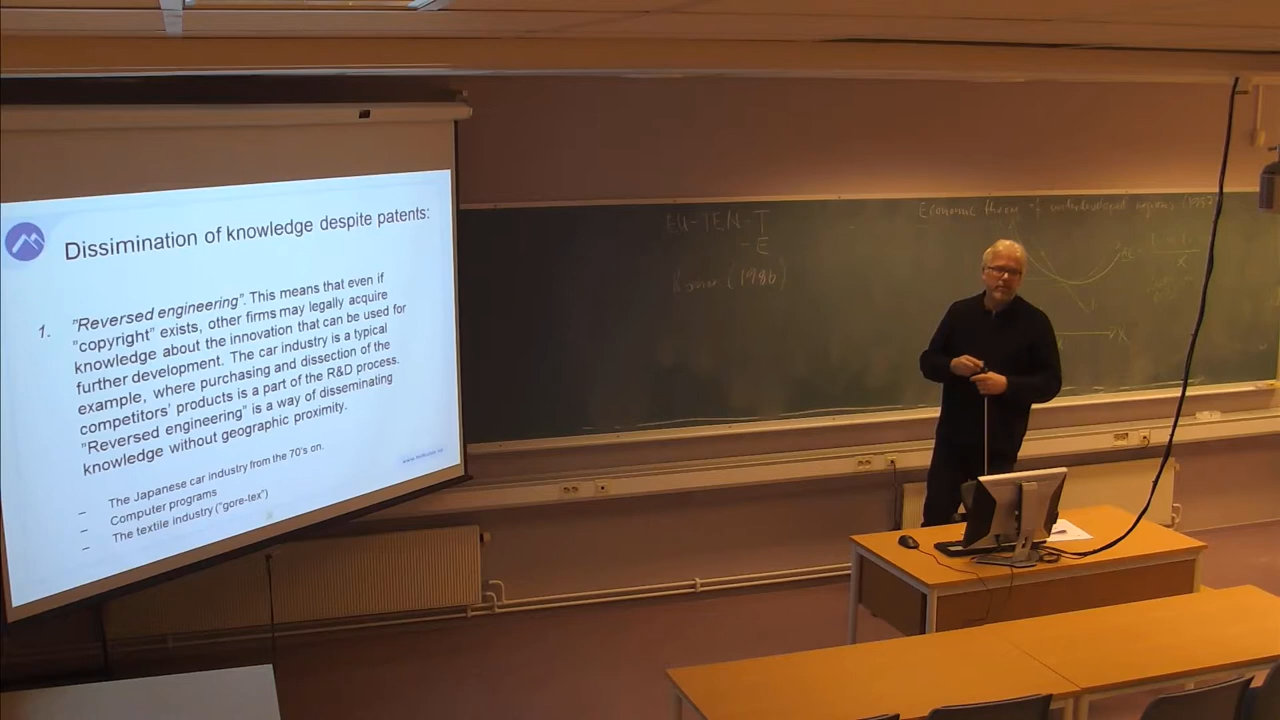 Dissimination of knowledge despite patents:
1. "Reversed engineering". This means that even if
"copyright" exists, other firms may legally acquire
knowledge about the innovation that can be used for
further development. The car industry is a typical
example, where purchasing and dissection of the
competitors' products is a part of the R&D process.
"Reversed engineering" is a way of disseminating
knowledge without geographic proximity.
– The Japanese car industry from the 70's on.
– Computer programs
– The textile industry ("gore-tex")
EU-TEN-T
-E
(1986)
Economic theory of underdeveloped regions (1957
X